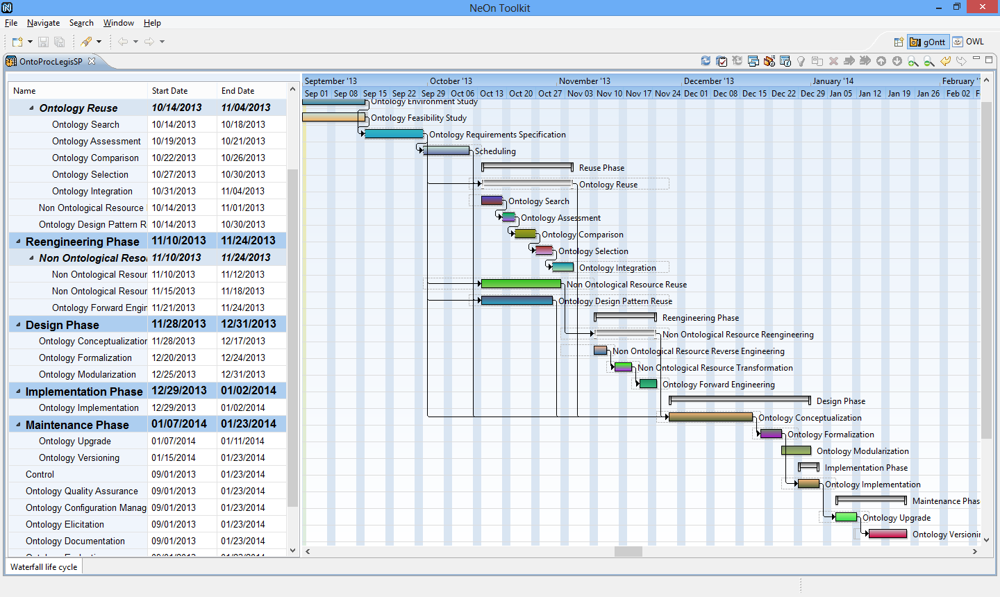 NeOn Toolkit
File Navigate Search Window Help
gOntt OWL
OntoProcLegisSP
Name Start Date End Date
Ontology Reuse 10/14/2013 11/04/2013
Ontology Search 10/14/2013 10/18/2013
Ontology Assessment 10/19/2013 10/21/2013
Ontology Comparison 10/22/2013 10/26/2013
Ontology Selection 10/27/2013 10/30/2013
Ontology Integration 10/31/2013 11/04/2013
Non Ontological Resource 10/14/2013 11/01/2013
Ontology Design Pattern R 10/14/2013 10/30/2013
Reengineering Phase 11/10/2013 11/24/2013
Non Ontological Reso 11/10/2013 11/24/2013
Non Ontological Resour 11/10/2013 11/12/2013
Non Ontological Resour 11/15/2013 11/18/2013
Ontology Forward Engir 11/21/2013 11/24/2013
Design Phase 11/28/2013 12/31/2013
Ontology Conceptualization 11/28/2013 12/17/2013
Ontology Formalization 12/20/2013 12/24/2013
Ontology Modularization 12/25/2013 12/31/2013
Implementation Phase 12/29/2013 01/02/2014
Ontology Implementation 12/29/2013 01/02/2014
Maintenance Phase 01/07/2014 01/23/2014
Ontology Upgrade 01/07/2014 01/11/2014
Ontology Versioning 01/15/2014 01/23/2014
Control 09/01/2013 01/23/2014
Ontology Quality Assurance 09/01/2013 01/23/2014
Ontology Configuration Manag 09/01/2013 01/23/2014
Ontology Elicitation 09/01/2013 01/23/2014
Ontology Documentation 09/01/2013 01/23/2014
September '13 October '13 November '13 December '13 January '14 February '
Sep 01 Sep 08 Sep 15 Sep 22 Sep 29 Oct 06 Oct 13 Oct 20 Oct 27 Nov 03 Nov 10 Nov 17 Nov 24 Dec 01 Dec 08 Dec 15 Dec 22 Dec 29 Jan 05 Jan 12 Jan 19 Jan 26 Feb 02 F
Ontology Environment Study
Ontology Feasibility Study
Ontology Requirements Specification
Scheduling
Reuse Phase
Ontology Reuse
Ontology Search
Ontology Assessment
Ontology Comparison
Ontology Selection
Ontology Integration
Non Ontological Resource Reuse
Ontology Design Pattern Reuse
Reengineering Phase
Non Ontological Resource Reengineering
Non Ontological Resource Reverse Engineering
Non Ontological Resource Transformation
Ontology Forward Engineering
Design Phase
Ontology Conceptualization
Ontology Formalization
Ontology Modularization
Implementation Phase
Ontology Implementation
Maintenance Phas
Ontology Upgrade
Ontology Versionin
Waterfall life cycle